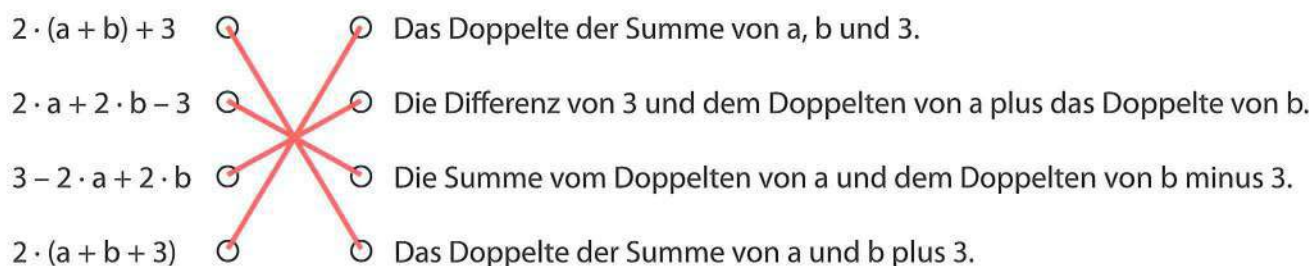 2 · (a + b) + 3 Das Doppelte der Summe von a, b und 3.
2 · a + 2 · b – 3 Die Differenz von 3 und dem Doppelten von a plus das Doppelte von b.
3 – 2 · a + 2 · b Die Summe vom Doppelten von a und dem Doppelten von b minus 3.
2 · (a + b + 3) Das Doppelte der Summe von a und b plus 3.